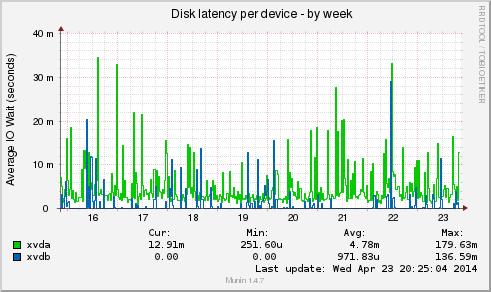 Disk latency per device - by week
RRDTOOL / TOBI OETIKER
Average IO Wait (seconds)
40 m
30 m
20 m
10 m
0
16 17 18 19 20 21 22 23
Cur: Min: Avg: Max:
xvda 12.91m 251.60u 4.78m 179.63m
xvdb 0.00 0.00 971.83u 136.59m
Last update: Wed Apr 23 20:25:04 2014
Munin 1.4.7